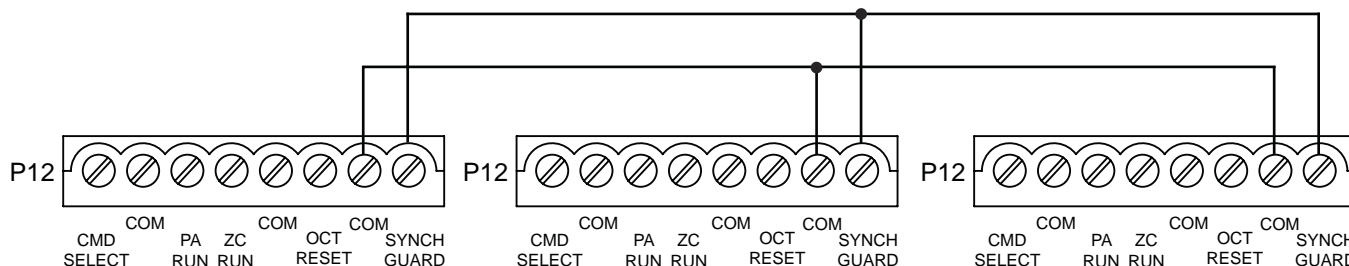 P12 P12 P12
COM COM COM COM COM COM COM COM COM
CMD PA ZC OCT SYNCH CMD PA ZC OCT SYNCH CMD PA ZC OCT SYNCH
SELECT RUN RUN RESET GUARD SELECT RUN RUN RESET GUARD SELECT RUN RUN RESET GUARD